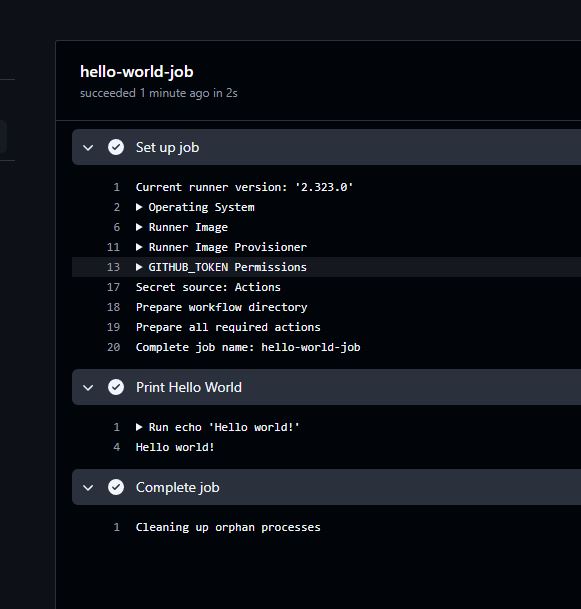 hello-world-job
succeeded 1 minute ago in 2s
Set up job
1 Current runner version: '2.323.0'
2 ▶ Operating System
6 ▶ Runner Image
11 ▶ Runner Image Provisioner
13 ▶ GITHUB_TOKEN Permissions
17 Secret source: Actions
18 Prepare workflow directory
19 Prepare all required actions
20 Complete job name: hello-world-job
Print Hello World
1 ▶ Run echo 'Hello world!'
4 Hello world!
Complete job
1 Cleaning up orphan processes